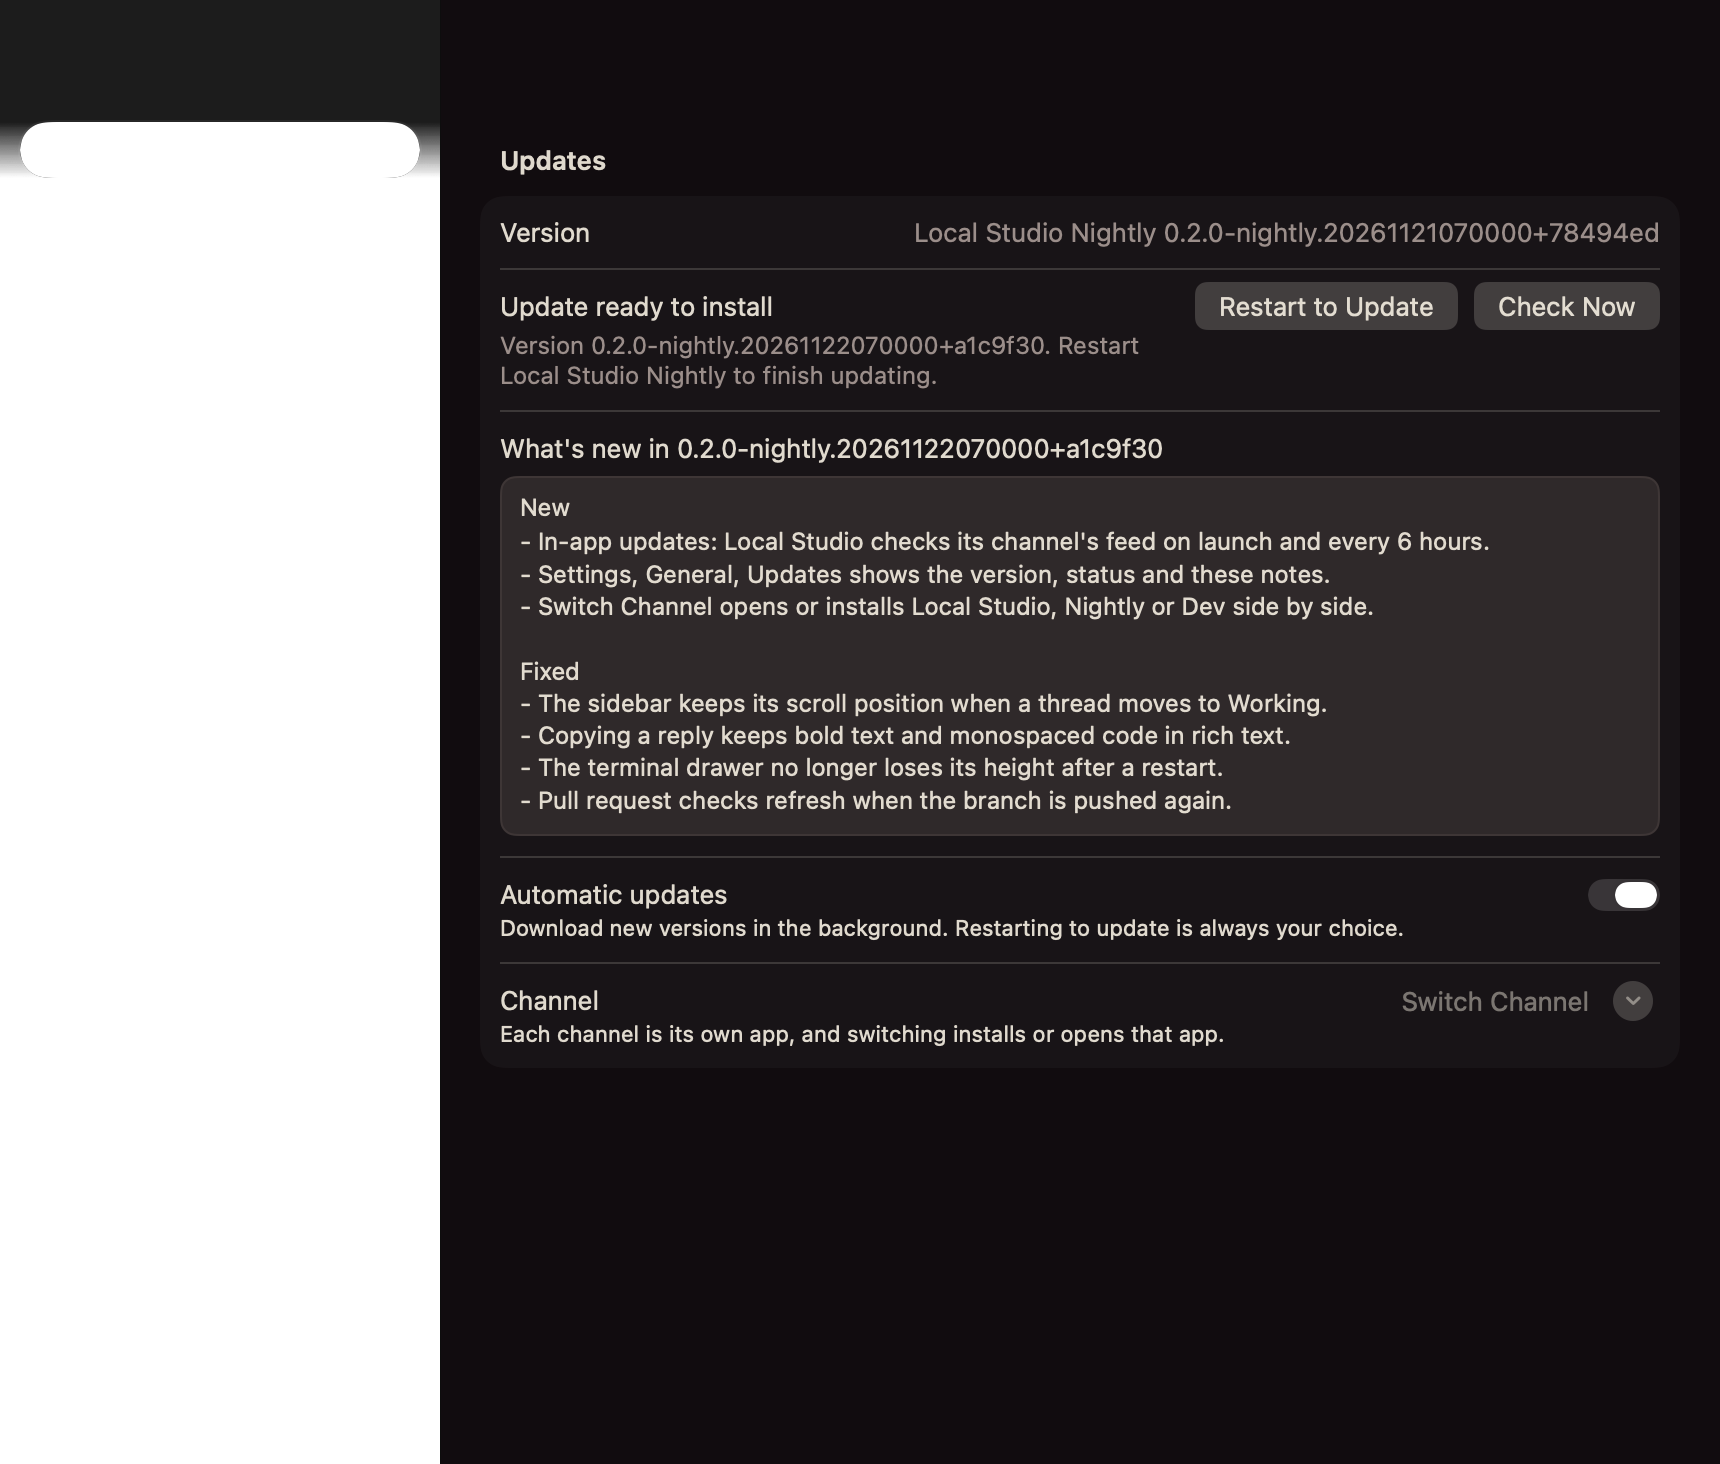 Updates
Version
Local Studio Nightly 0.2.0-nightly.20261121070000+78494ed
Update ready to install
Restart to Update
Check Now
Version 0.2.0-nightly.20261122070000+a1c9f30. Restart
Local Studio Nightly to finish updating.
What's new in 0.2.0-nightly.20261122070000+a1c9f30
New
- In-app updates: Local Studio checks its channel's feed on launch and every 6 hours.
- Settings, General, Updates shows the version, status and these notes.
- Switch Channel opens or installs Local Studio, Nightly or Dev side by side.
Fixed
- The sidebar keeps its scroll position when a thread moves to Working.
- Copying a reply keeps bold text and monospaced code in rich text.
- The terminal drawer no longer loses its height after a restart.
- Pull request checks refresh when the branch is pushed again.
Automatic updates
Download new versions in the background. Restarting to update is always your choice.
Channel
Switch Channel
Each channel is its own app, and switching installs or opens that app.